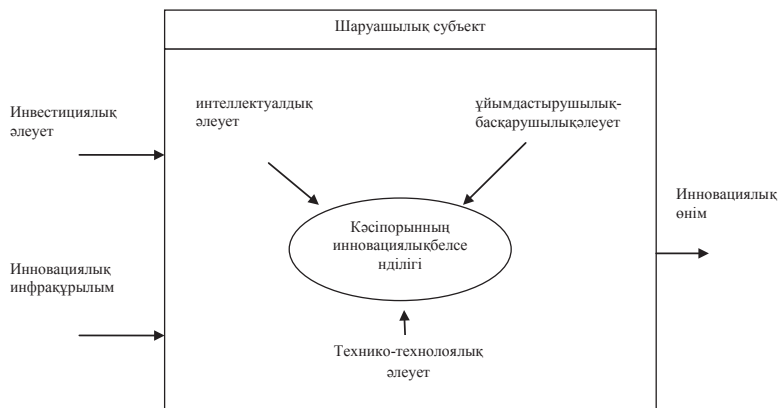 Шаруашылық субъект
Инвестициялық
әлеует
интеллектуалдық
әлеует
ұйымдастырушылық-
басқарушылықәлеует
Инновациялық
өнім
Кәсіпорынның
инновациялықбелсе
нділігі
Инновациялық
инфрақұрылым
Технико-технолоялық
әлеует